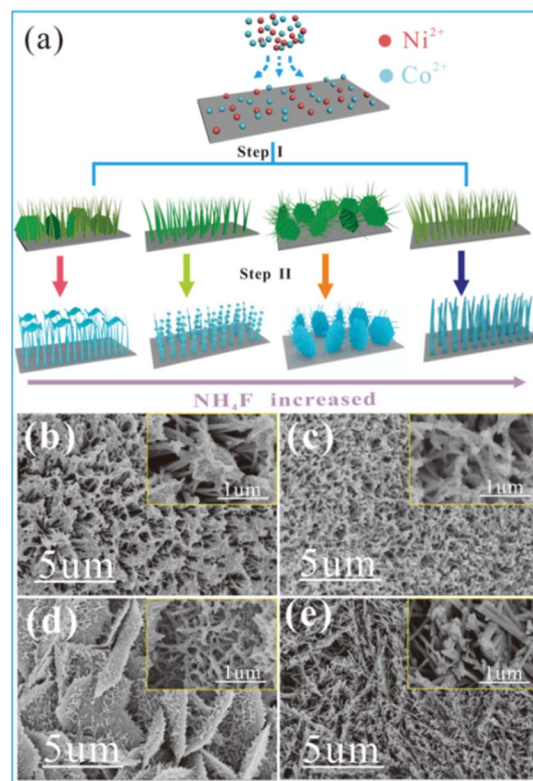 (a)
Ni²⁺
Co²⁺
Step I
Step II
NH₄F increased
(b)
1um
5um
(c)
1um
5um
(d)
1um
5um
(e)
1um
5um